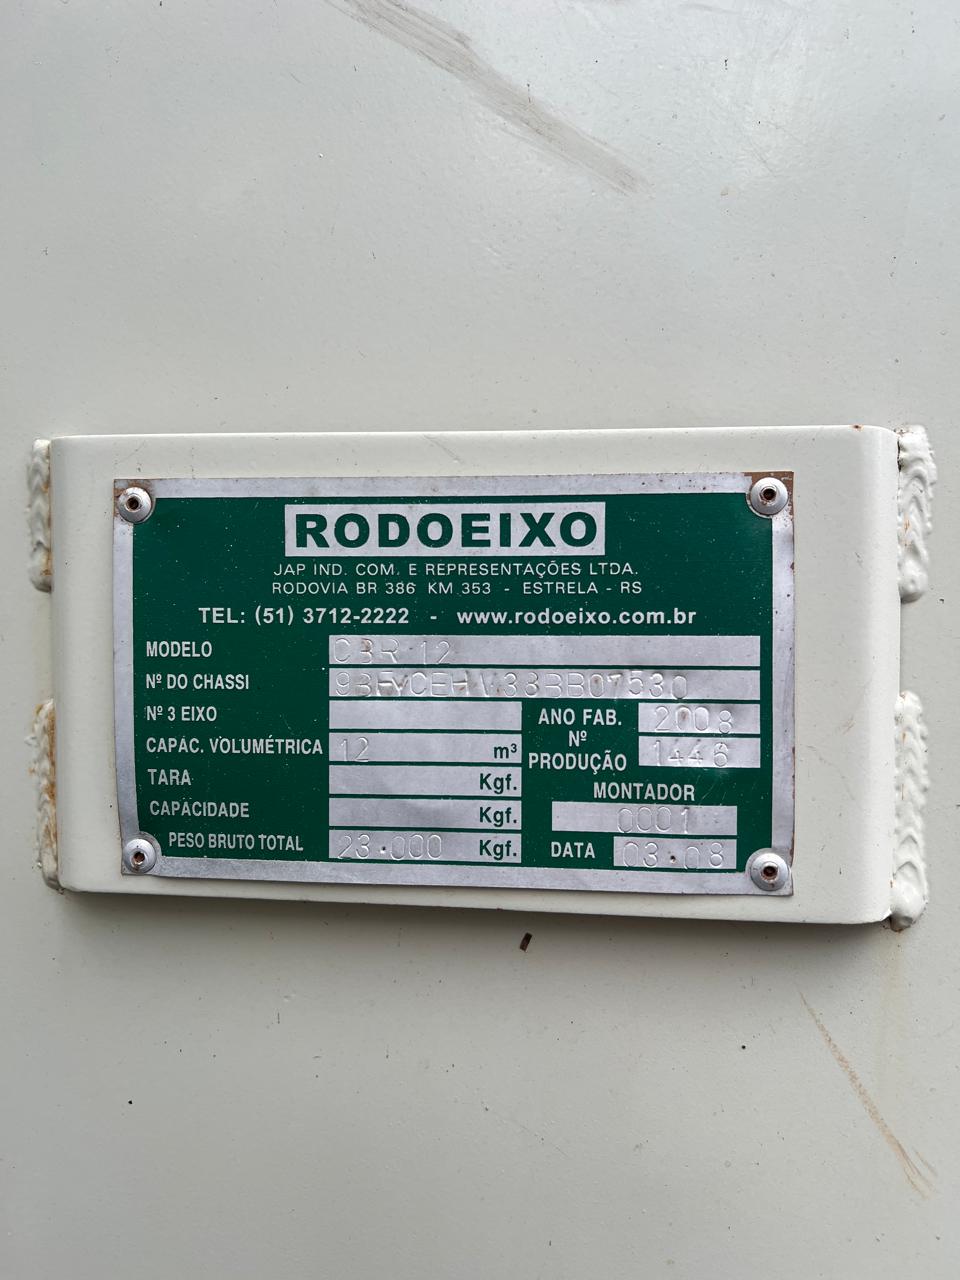 RODOEIXO
JAP IND. COM. E REPRESENTAÇÕES LTDA.
RODOVIA BR 386 KM 353 - ESTRELA - RS
TEL: (51) 3712-2222 - www.rodoeixo.com.br
MODELO CBR 12
Nº DO CHASSI
Nº 3 EIXO
ANO FAB. 2008
CAPAC. VOLUMÉTRICA 12 m³
Nº PRODUÇÃO 1446
TARA Kgf.
MONTADOR 0001
CAPACIDADE Kgf.
PESO BRUTO TOTAL 23.000 Kgf.
DATA 03.08